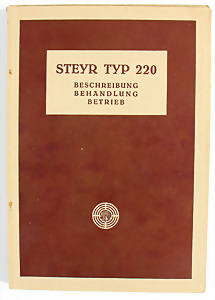 STEYR TYP 220
BESCHREIBUNG
BEHANDLUNG
BETRIEB